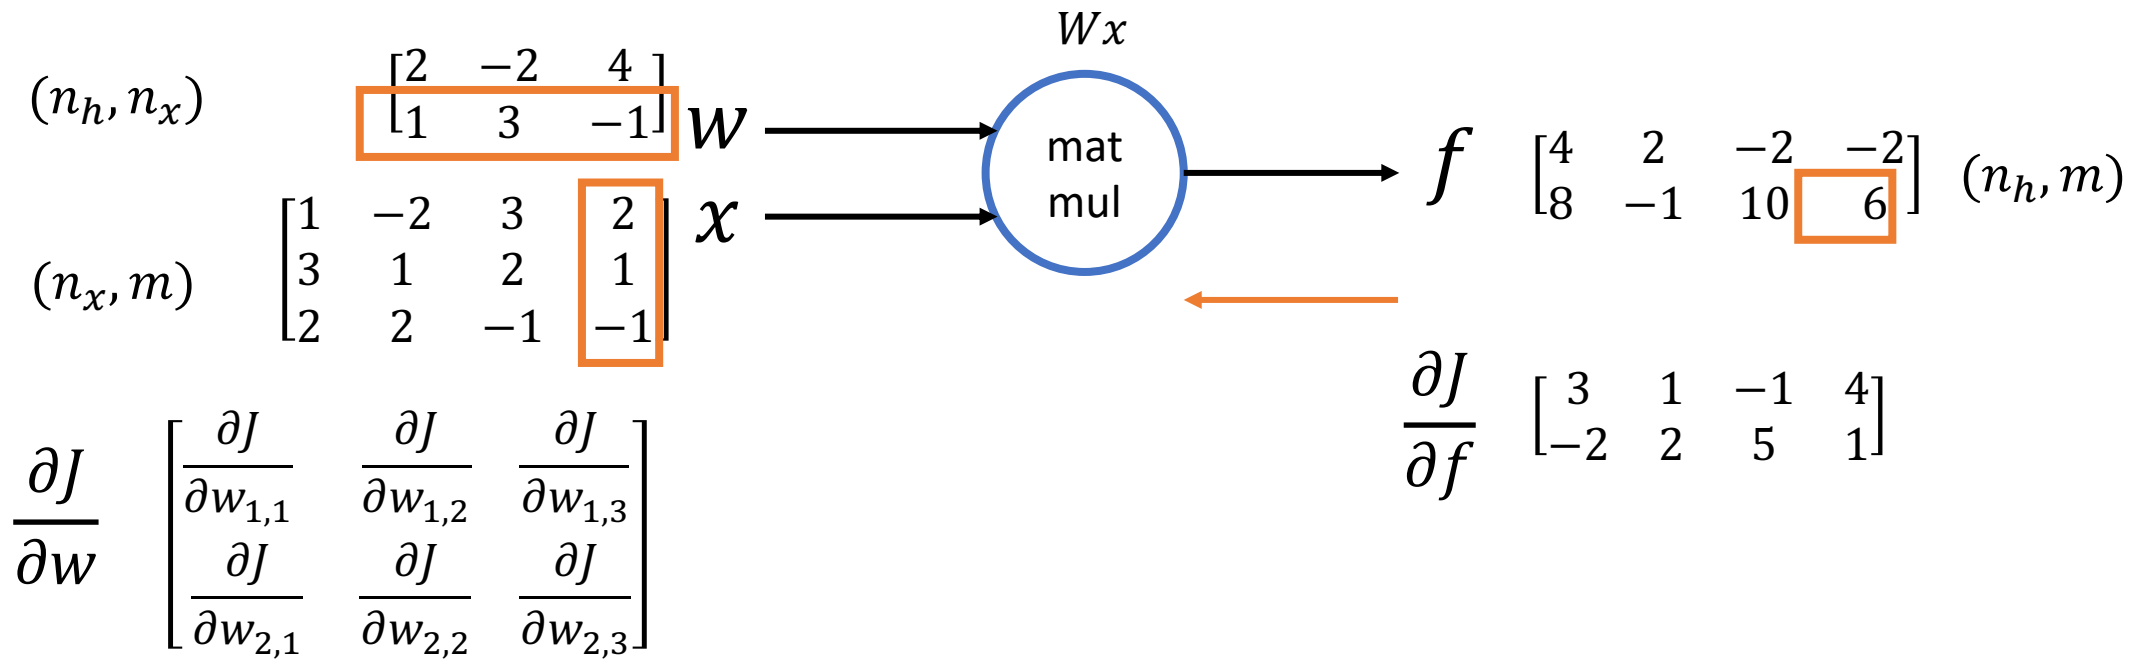 Wx
(n_h, n_x)
[2 −2 4
1 3 −1]
w
mat
mul
f
[4 2 −2 −2
8 −1 10 6]
(n_h, m)
(n_x, m)
[1 −2 3 2
3 1 2 1
2 2 −1 −1]
x
∂J/∂f
[3 1 −1 4
−2 2 5 1]
∂J/∂w
[∂J/∂w_{1,1} ∂J/∂w_{1,2} ∂J/∂w_{1,3}
∂J/∂w_{2,1} ∂J/∂w_{2,2} ∂J/∂w_{2,3}]